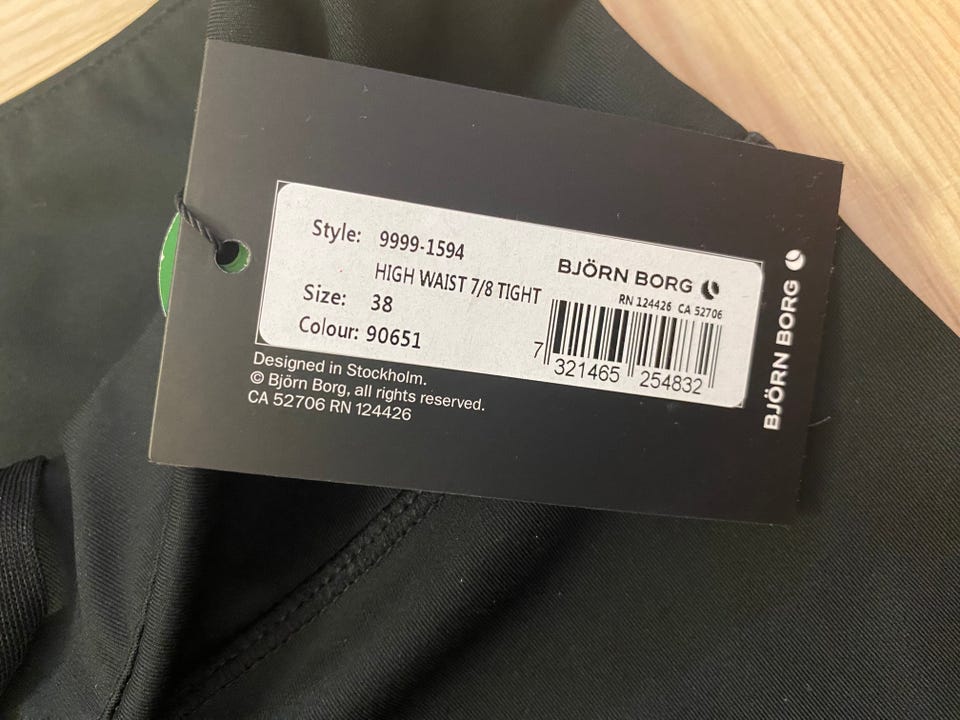 Style: 9999-1594
HIGH WAIST 7/8 TIGHT
Size: 38
Colour: 90651
BJÖRN BORG
RN 124426 CA 52706
7 321465 254832
Designed in Stockholm.
© Björn Borg, all rights reserved.
CA 52706 RN 124426
BJÖRN BORG